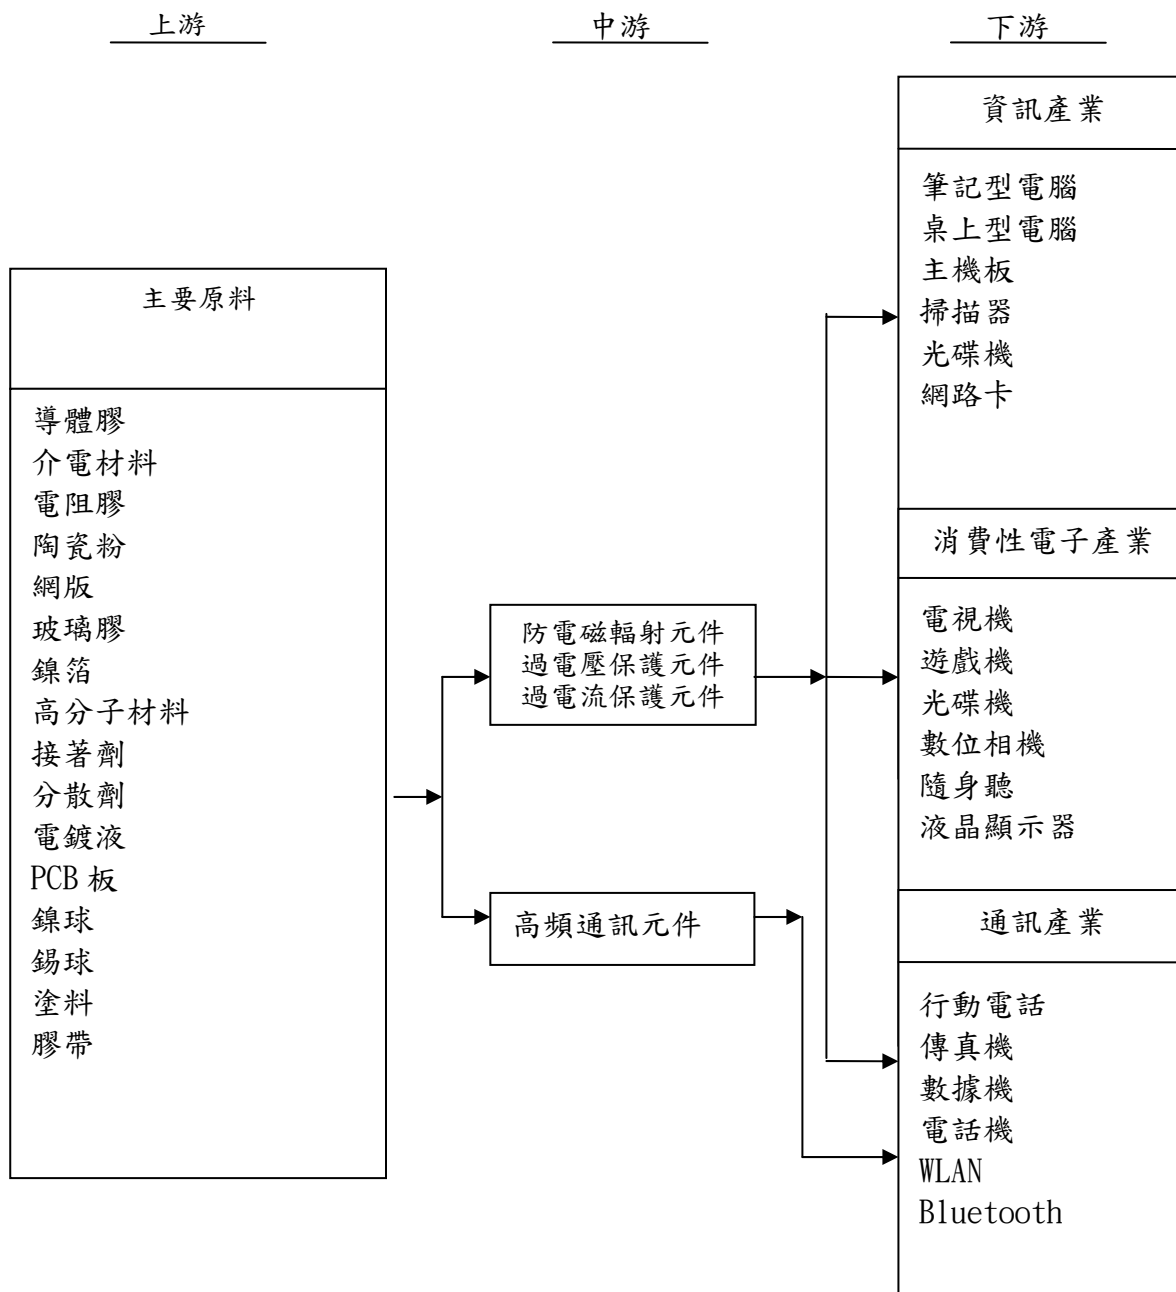 上游
中游
下游
主要原料
導體膠
介電材料
電阻膠
陶瓷粉
網版
玻璃膠
鎳箔
高分子材料
接著劑
分散劑
電鍍液
PCB 板
鎳球
錫球
塗料
膠帶
防電磁輻射元件
過電壓保護元件
過電流保護元件
高頻通訊元件
資訊產業
筆記型電腦
桌上型電腦
主機板
掃描器
光碟機
網路卡
消費性電子產業
電視機
遊戲機
光碟機
數位相機
隨身聽
液晶顯示器
通訊產業
行動電話
傳真機
數據機
電話機
WLAN
Bluetooth